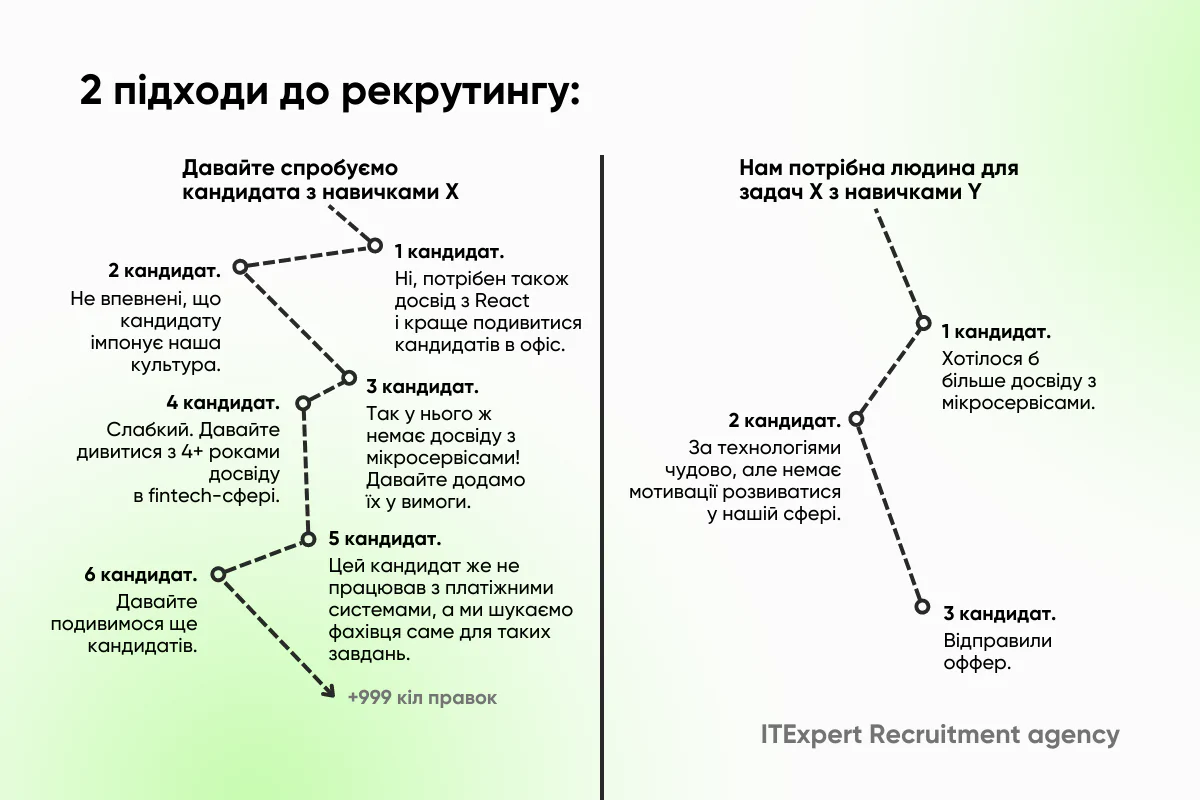 2 підходи до рекрутингу:
Давайте спробуємо
кандидата з навичками X
1 кандидат.
Ні, потрібен також
досвід з React
і краще подивитися
кандидатів в офіс.
2 кандидат.
Не впевнені, що
кандидату
імпонує наша
культура.
3 кандидат.
Так у нього ж
немає досвіду з
мікросервісами!
Давайте додамо
їх у вимоги.
4 кандидат.
Слабкий. Давайте
дивитися з 4+ роками
досвіду
в fintech-сфері.
5 кандидат.
Цей кандидат же не
працював з платіжними
системами, а ми шукаємо
фахівця саме для таких
завдань.
6 кандидат.
Давайте
подивимося ще
кандидатів.
+999 кіл правок
Нам потрібна людина для
задач X з навичками Y
1 кандидат.
Хотілося б
більше досвіду з
мікросервісами.
2 кандидат.
За технологіями
чудово, але немає
мотивації розвиватися
у нашій сфері.
3 кандидат.
Відправили
оффер.
ITExpert Recruitment agency